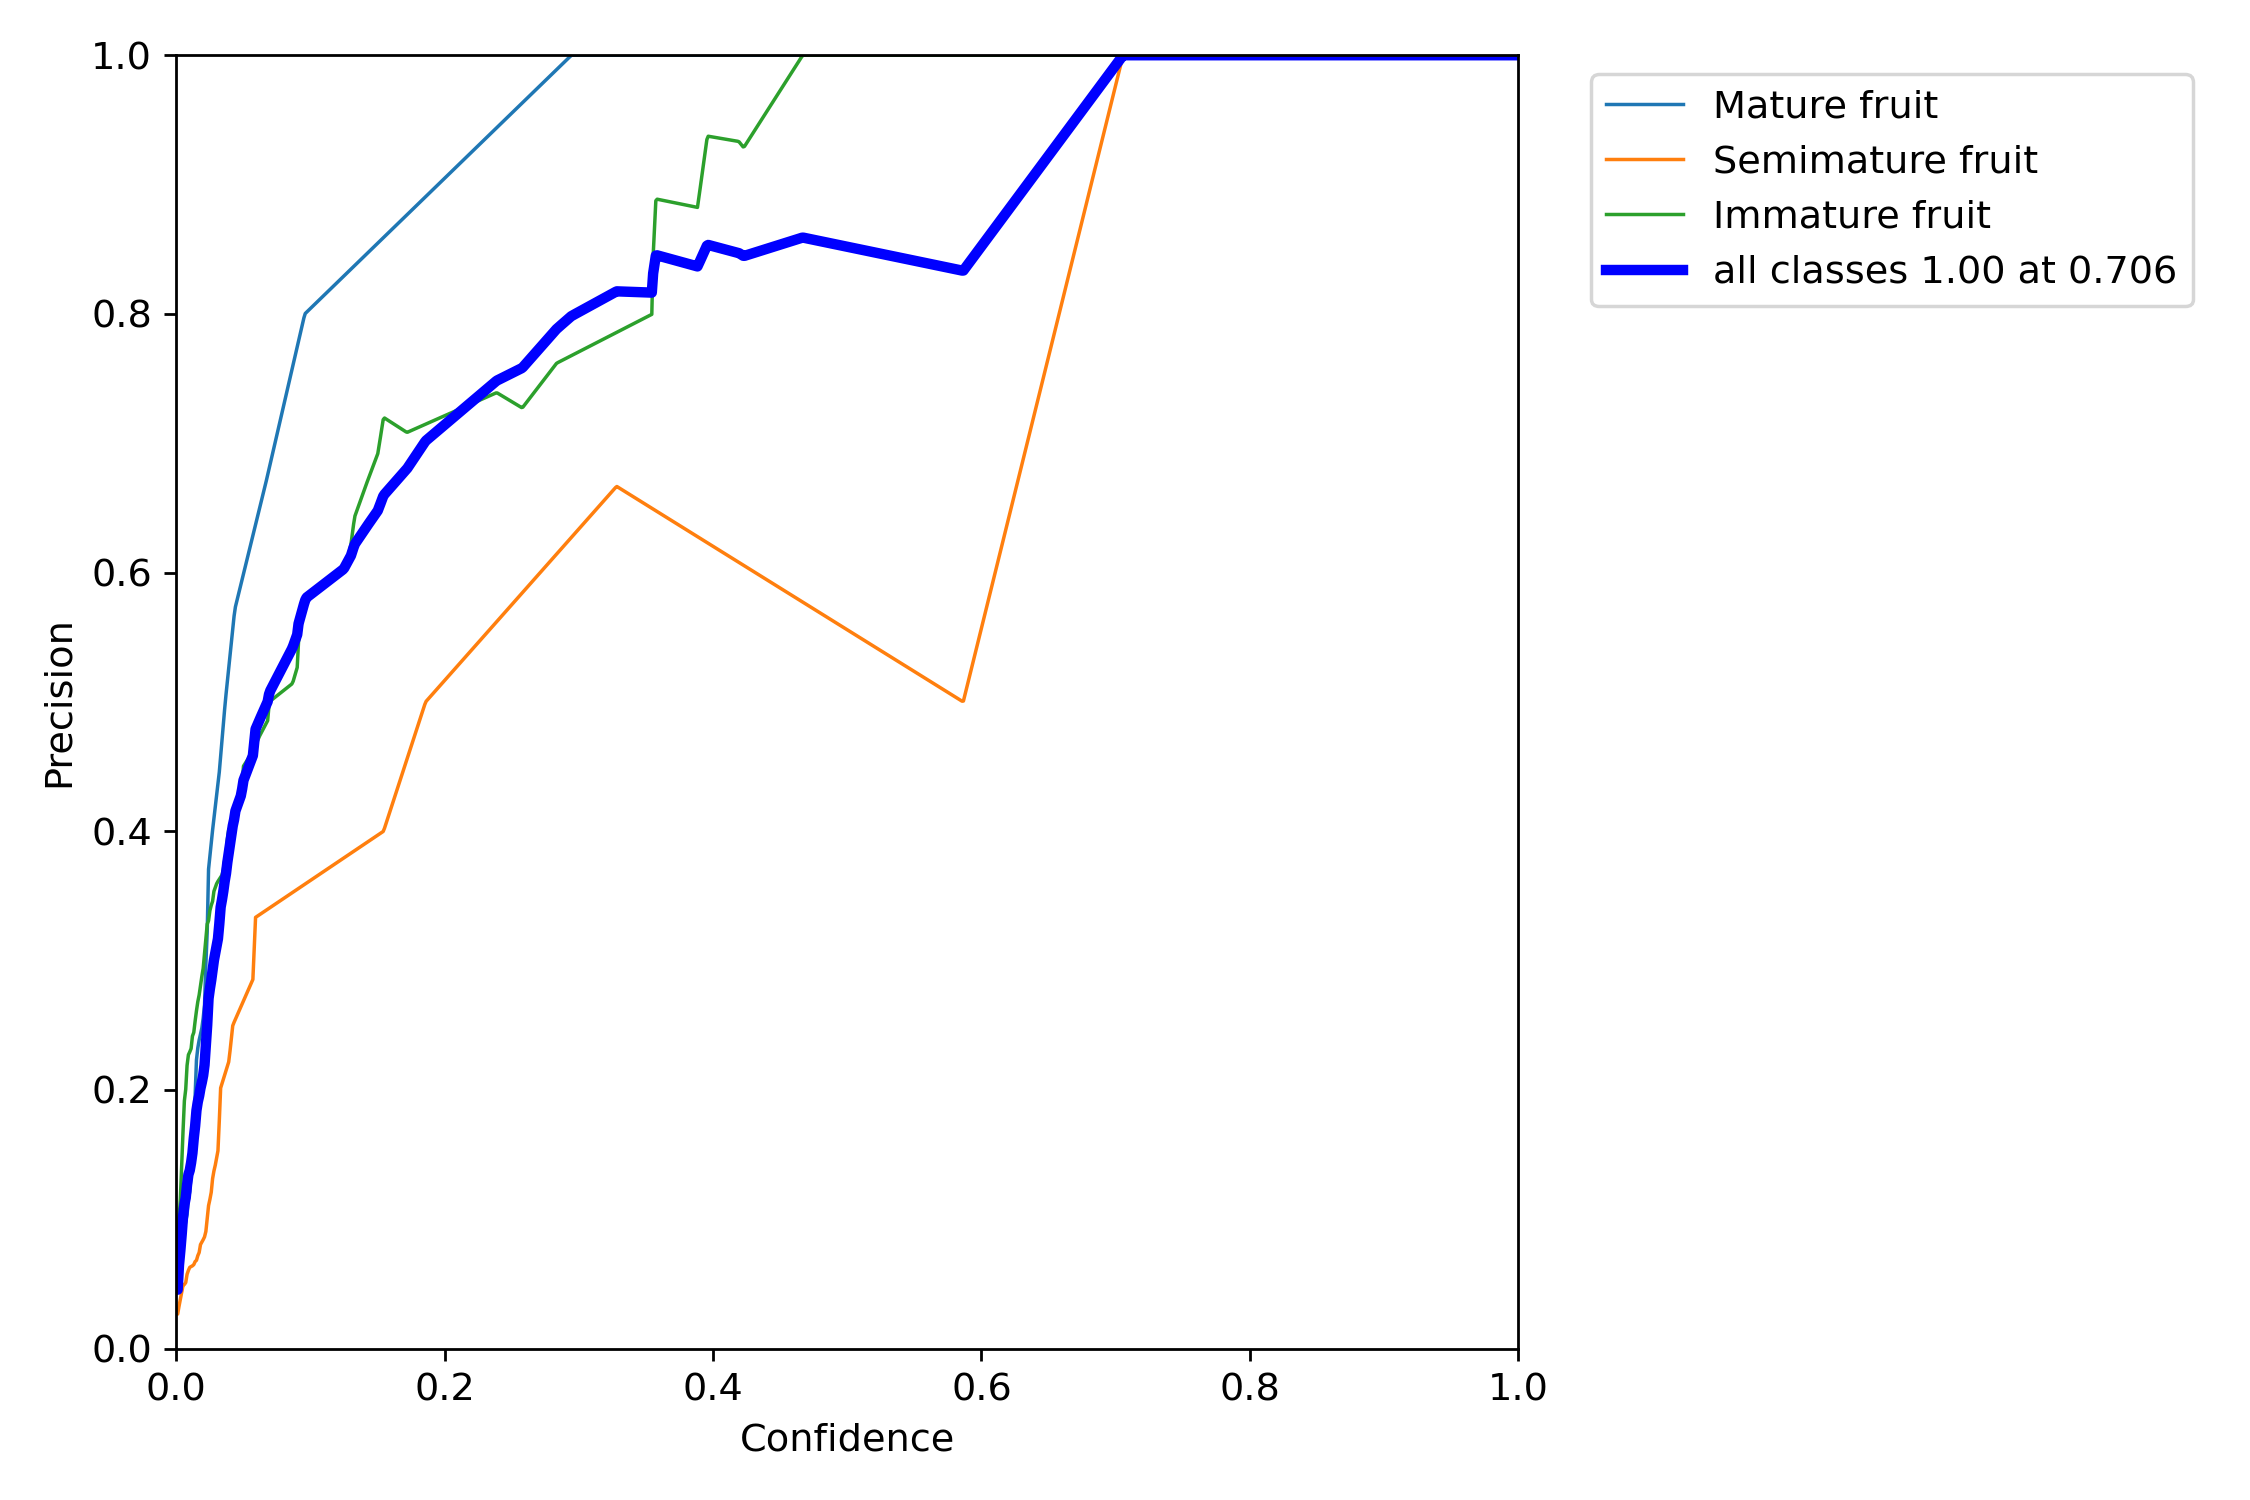 1.0
0.8
0.6
0.4
0.2
0.0
Precision
0.0 0.2 0.4 0.6 0.8 1.0
Confidence
Mature fruit
Semimature fruit
Immature fruit
all classes 1.00 at 0.706